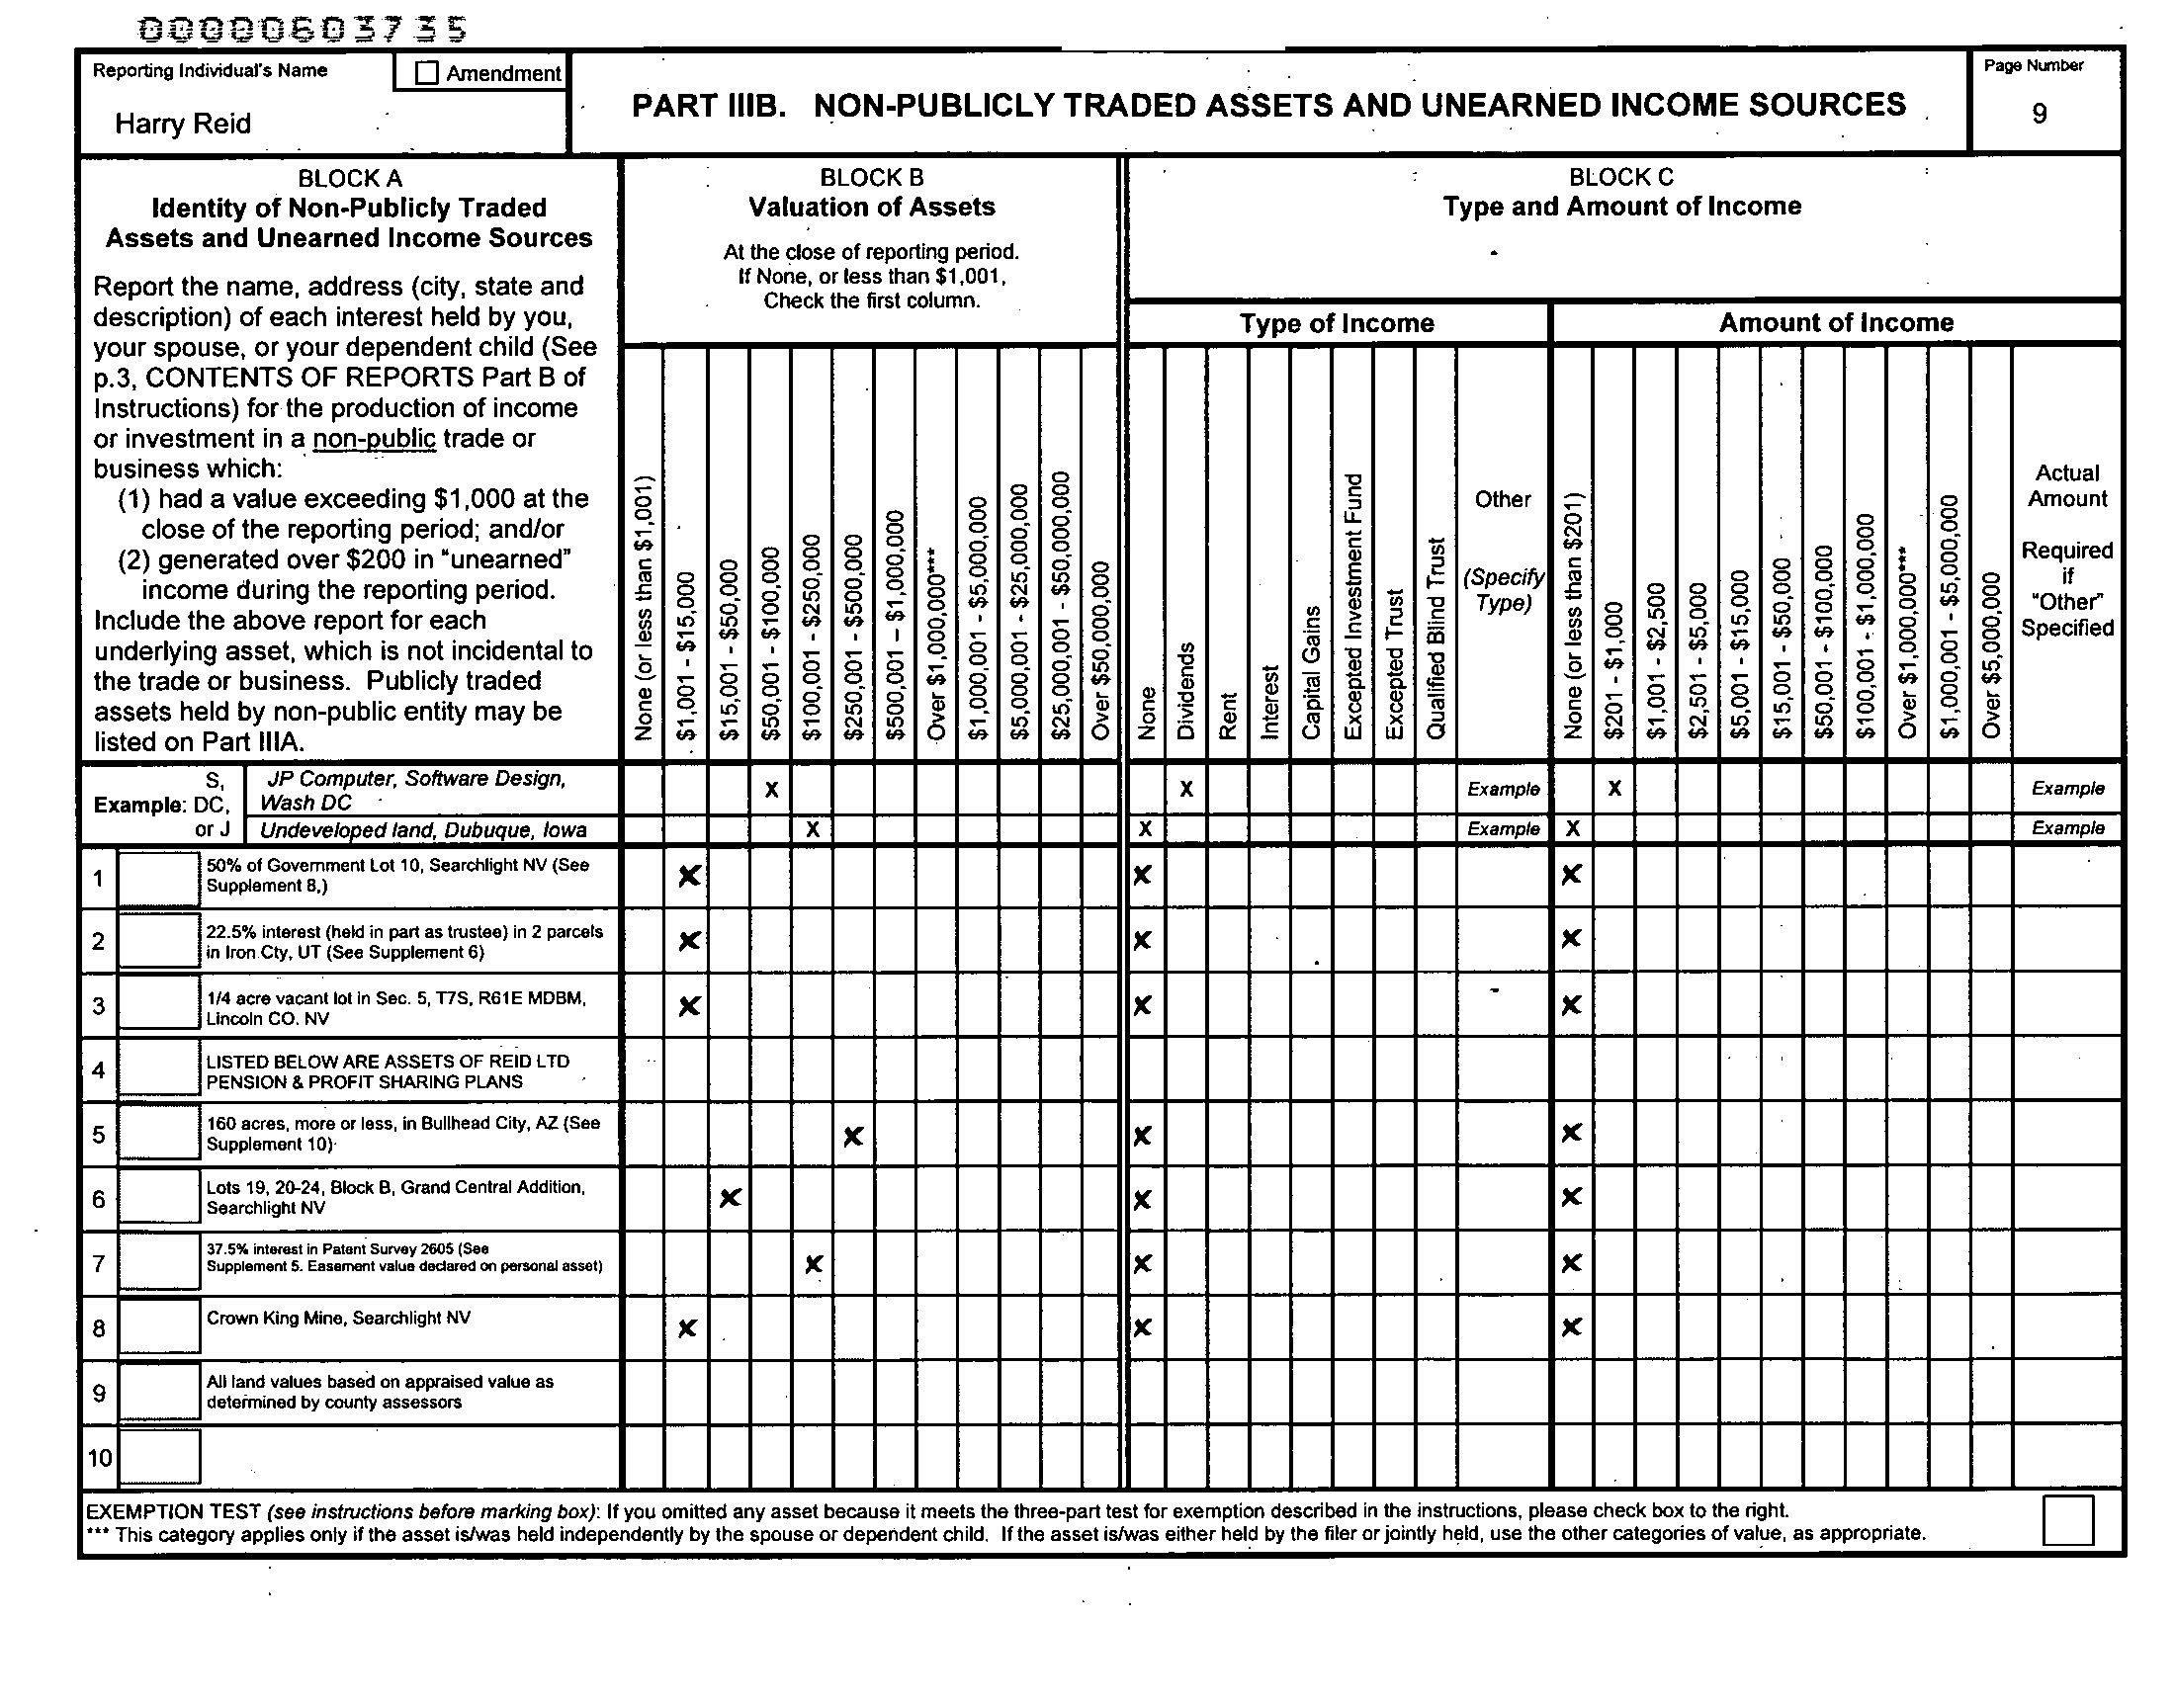 00000603735
Reporting Individual's Name
Amendment
Harry Reid
PART IIIB. NON-PUBLICLY TRADED ASSETS AND UNEARNED INCOME SOURCES
Page Number
9
BLOCK A
Identity of Non-Publicly Traded
Assets and Unearned Income Sources
Report the name, address (city, state and
description) of each interest held by you,
your spouse, or your dependent child (See
p.3, CONTENTS OF REPORTS Part B of
Instructions) for the production of income
or investment in a non-public trade or
business which:
(1) had a value exceeding $1,000 at the
close of the reporting period; and/or
(2) generated over $200 in "unearned"
income during the reporting period.
Include the above report for each
underlying asset, which is not incidental to
the trade or business. Publicly traded
assets held by non-public entity may be
listed on Part IIIA.
BLOCK B
Valuation of Assets
At the close of reporting period.
If None, or less than $1,001,
Check the first column.
None (or less than $1,001)
$1,001 - $15,000
$15,001 - $50,000
$50,001 - $100,000
$100,001 - $250,000
$250,001 - $500,000
$500,001 – $1,000,000
Over $1,000,000***
$1,000,001 - $5,000,000
$5,000,001 - $25,000,000
$25,000,001 - $50,000,000
Over $50,000,000
BLOCK C
Type and Amount of Income
Type of Income
None
Dividends
Rent
Interest
Capital Gains
Excepted Investment Fund
Excepted Trust
Qualified Blind Trust
Other
(Specify
Type)
Amount of Income
None (or less than $201)
$201 - $1,000
$1,001 - $2,500
$2,501 - $5,000
$5,001 - $15,000
$15,001 - $50,000
$50,001 - $100,000
$100,001 - $1,000,000
Over $1,000,000***
$1,000,001 - $5,000,000
Over $5,000,000
Actual
Amount
Required
if
"Other"
Specified
Example: S, DC, or J
JP Computer, Software Design,
Wash DC X X Example X Example
Undeveloped land, Dubuque, Iowa X X Example X Example
1 50% of Government Lot 10, Searchlight NV (See
Supplement 8,) X X X
2 22.5% interest (held in part as trustee) in 2 parcels
in Iron Cty, UT (See Supplement 6) X X X
3 1/4 acre vacant lot in Sec. 5, T7S, R61E MDBM,
Lincoln CO. NV X X X
4 LISTED BELOW ARE ASSETS OF REID LTD
PENSION & PROFIT SHARING PLANS
5 160 acres, more or less, in Bullhead City, AZ (See
Supplement 10) X X X
6 Lots 19, 20-24, Block B, Grand Central Addition,
Searchlight NV X X X
7 37.5% interest in Patent Survey 2605 (See
Supplement 5. Easement value declared on personal asset) X X X
8 Crown King Mine, Searchlight NV X X X
9 All land values based on appraised value as
determined by county assessors
10
EXEMPTION TEST (see instructions before marking box): If you omitted any asset because it meets the three-part test for exemption described in the instructions, please check box to the right.
*** This category applies only if the asset is/was held independently by the spouse or dependent child. If the asset is/was either held by the filer or jointly held, use the other categories of value, as appropriate.